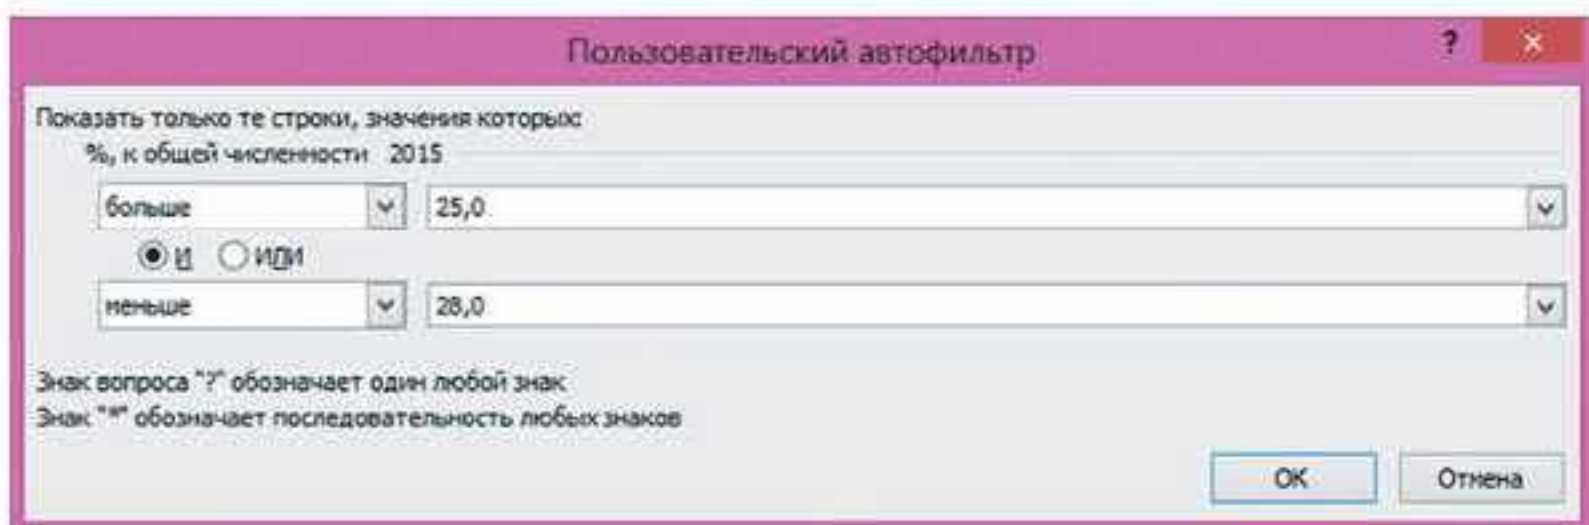 Пользовательский автофильтр ? ×
Показать только те строки, значения которых:
%, к общей численности 2015
больше 25,0
И ИЛИ
меньше 28,0
Знак вопроса "?" обозначает один любой знак
Знак "*" обозначает последовательность любых знаков
ОК Отмена